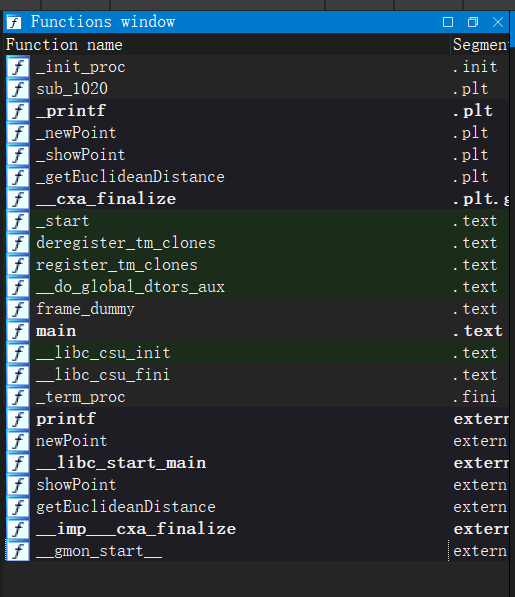 Functions window
Function name Segment
f _init_proc .init
f sub_1020 .plt
f _printf .plt
f _newPoint .plt
f _showPoint .plt
f _getEuclideanDistance .plt
f __cxa_finalize .plt.g
f _start .text
f deregister_tm_clones .text
f register_tm_clones .text
f __do_global_dtors_aux .text
f frame_dummy .text
f main .text
f __libc_csu_init .text
f __libc_csu_fini .text
f _term_proc .fini
f printf extern
f newPoint extern
f __libc_start_main extern
f showPoint extern
f getEuclideanDistance extern
f __imp___cxa_finalize extern
f __gmon_start__ extern